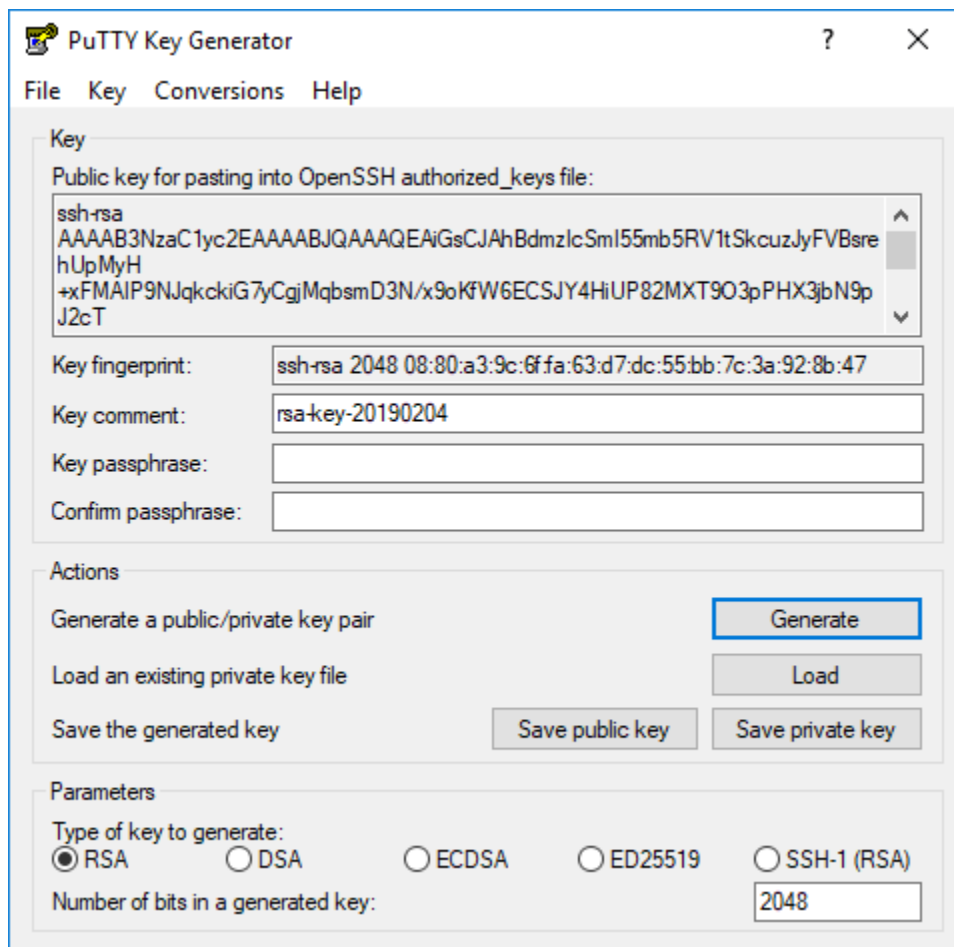 PuTTY Key Generator
?
File Key Conversions Help
Key
Public key for pasting into OpenSSH authorized_keys file:
ssh-rsa
AAAAB3NzaC1yc2EAAAABJQAAAQEAiGsCJAhBdmzIcSmI55mb5RV1tSkcuzJyFVBsre
hUpMyH
+xFMAIP9NJqkckiG7yCgjMqbsmD3N/x9oKfW6ECSJY4HiUP82MXT9O3pPHX3jbN9p
J2cT
Key fingerprint: ssh-rsa 2048 08:80:a3:9c:6f:fa:63:d7:dc:55:bb:7c:3a:92:8b:47
Key comment: rsa-key-20190204
Key passphrase:
Confirm passphrase:
Actions
Generate a public/private key pair Generate
Load an existing private key file Load
Save the generated key Save public key Save private key
Parameters
Type of key to generate:
RSA DSA ECDSA ED25519 SSH-1 (RSA)
Number of bits in a generated key: 2048